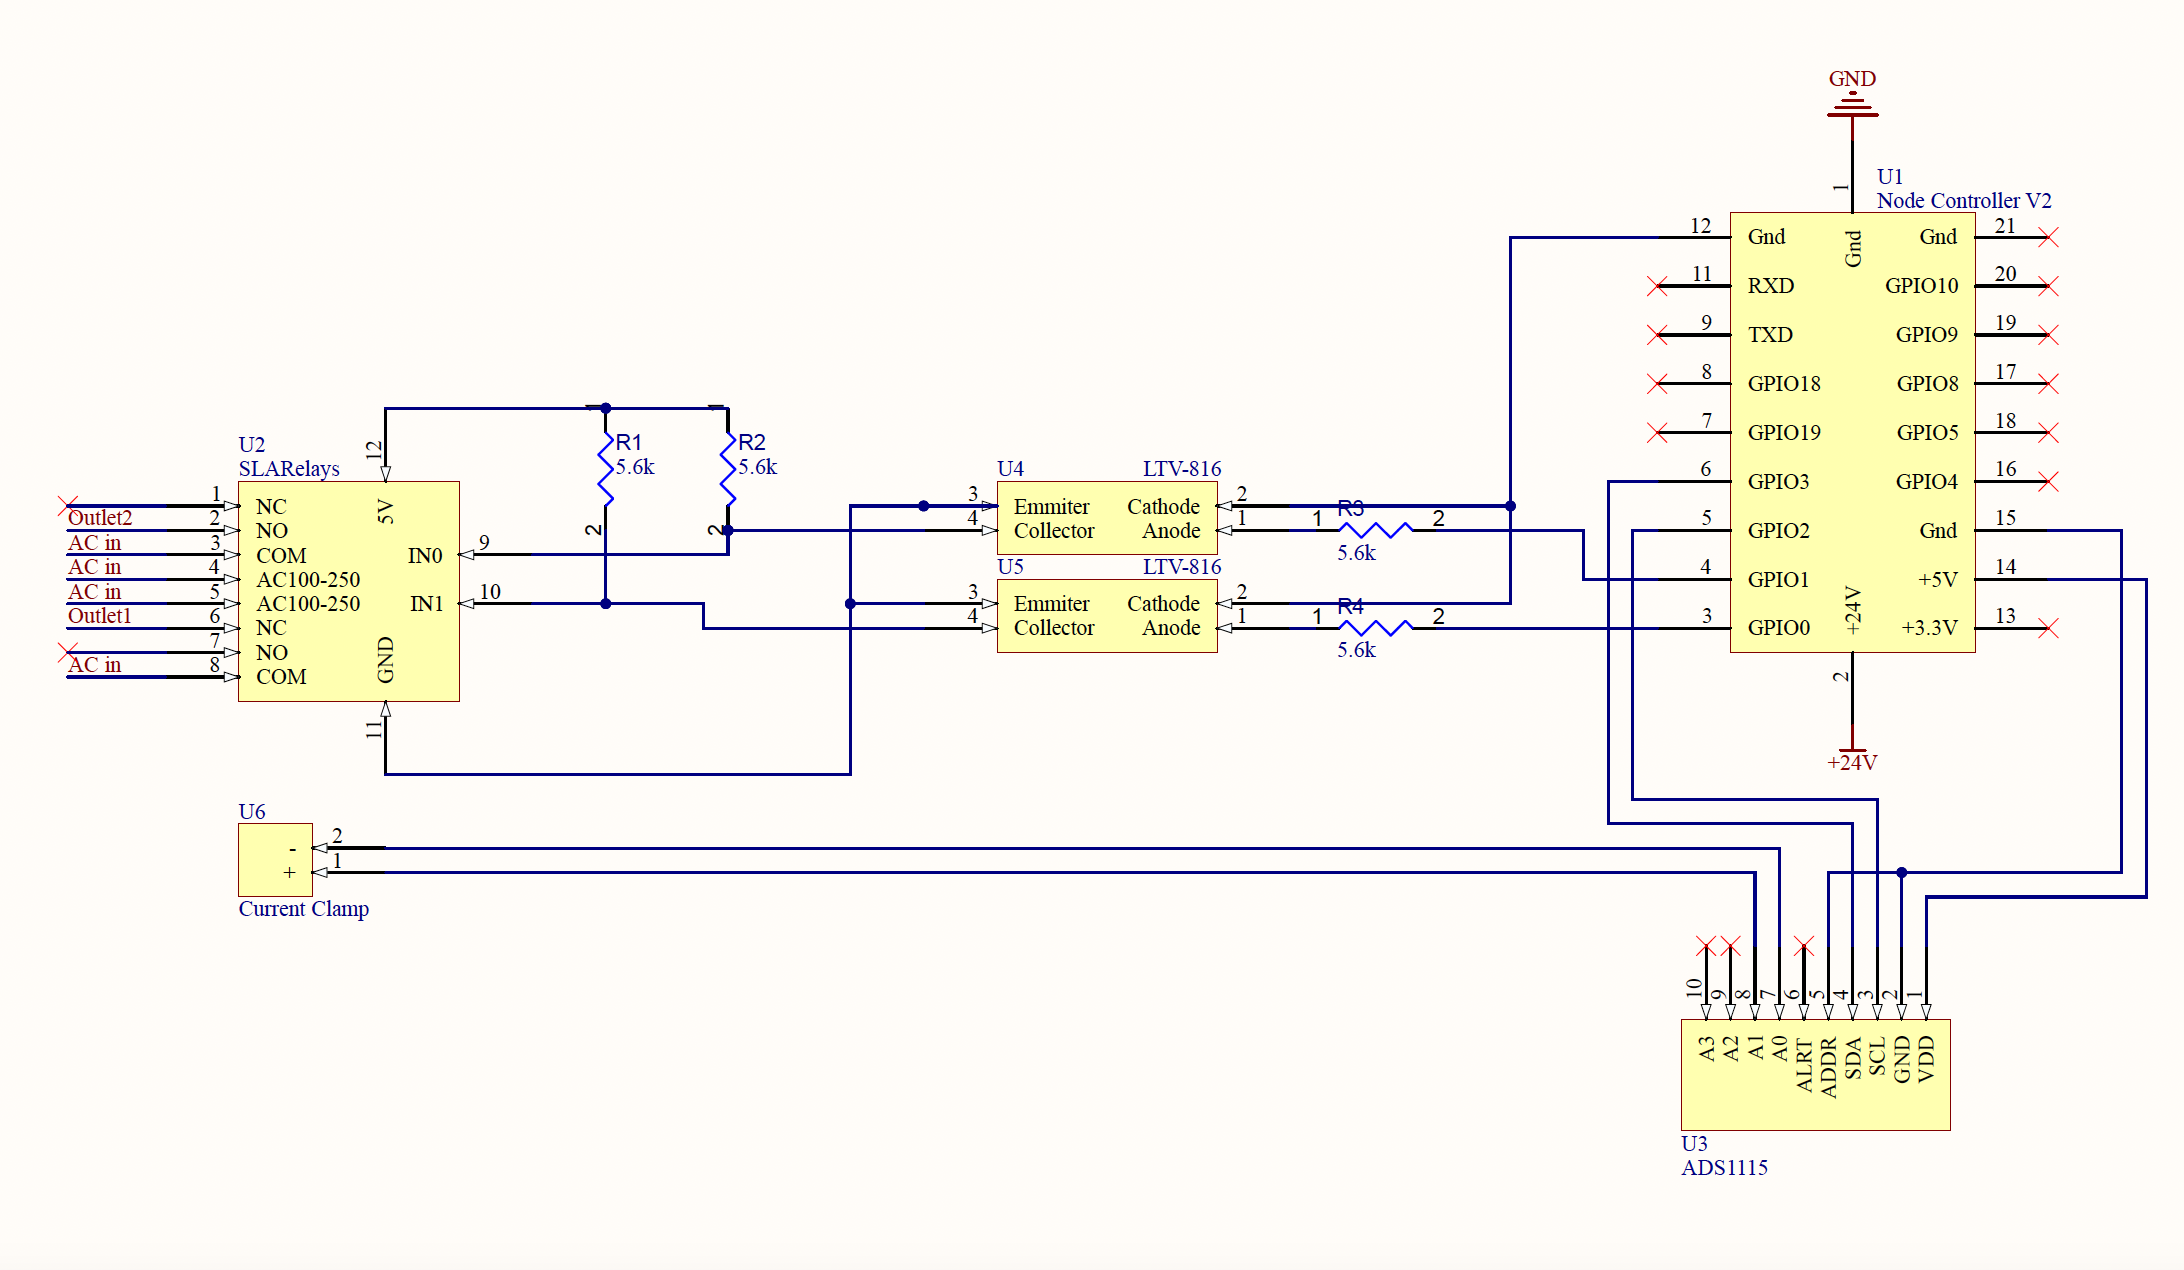 GND
1
U1
Node Controller V2
12 Gnd Gnd Gnd 21
11 RXD GPIO10 20
9 TXD GPIO9 19
8 GPIO18 GPIO8 17
7 GPIO19 GPIO5 18
6 GPIO3 GPIO4 16
5 GPIO2 Gnd 15
4 GPIO1 +5V 14
3 GPIO0 +24V +3.3V 13
2
+24V
R1
5.6k
2
R2
5.6k
2
U2
SLARelays
12
5V
1 NC
Outlet2 2 NO
AC in 3 COM IN0 9
AC in 4 AC100-250
AC in 5 AC100-250 IN1 10
Outlet1 6 NC
7 NO
AC in 8 COM
GND
11
U4 LTV-816
3 Emmiter Cathode 2
4 Collector Anode 1
U5 LTV-816
3 Emmiter Cathode 2
4 Collector Anode 1
R3
1 2
5.6k
R4
1 2
5.6k
U6
- 2
+ 1
Current Clamp
10 9 8 7 6 5 4 3 2 1
A3 A2 A1 A0 ALRT ADDR SDA SCL GND VDD
U3
ADS1115